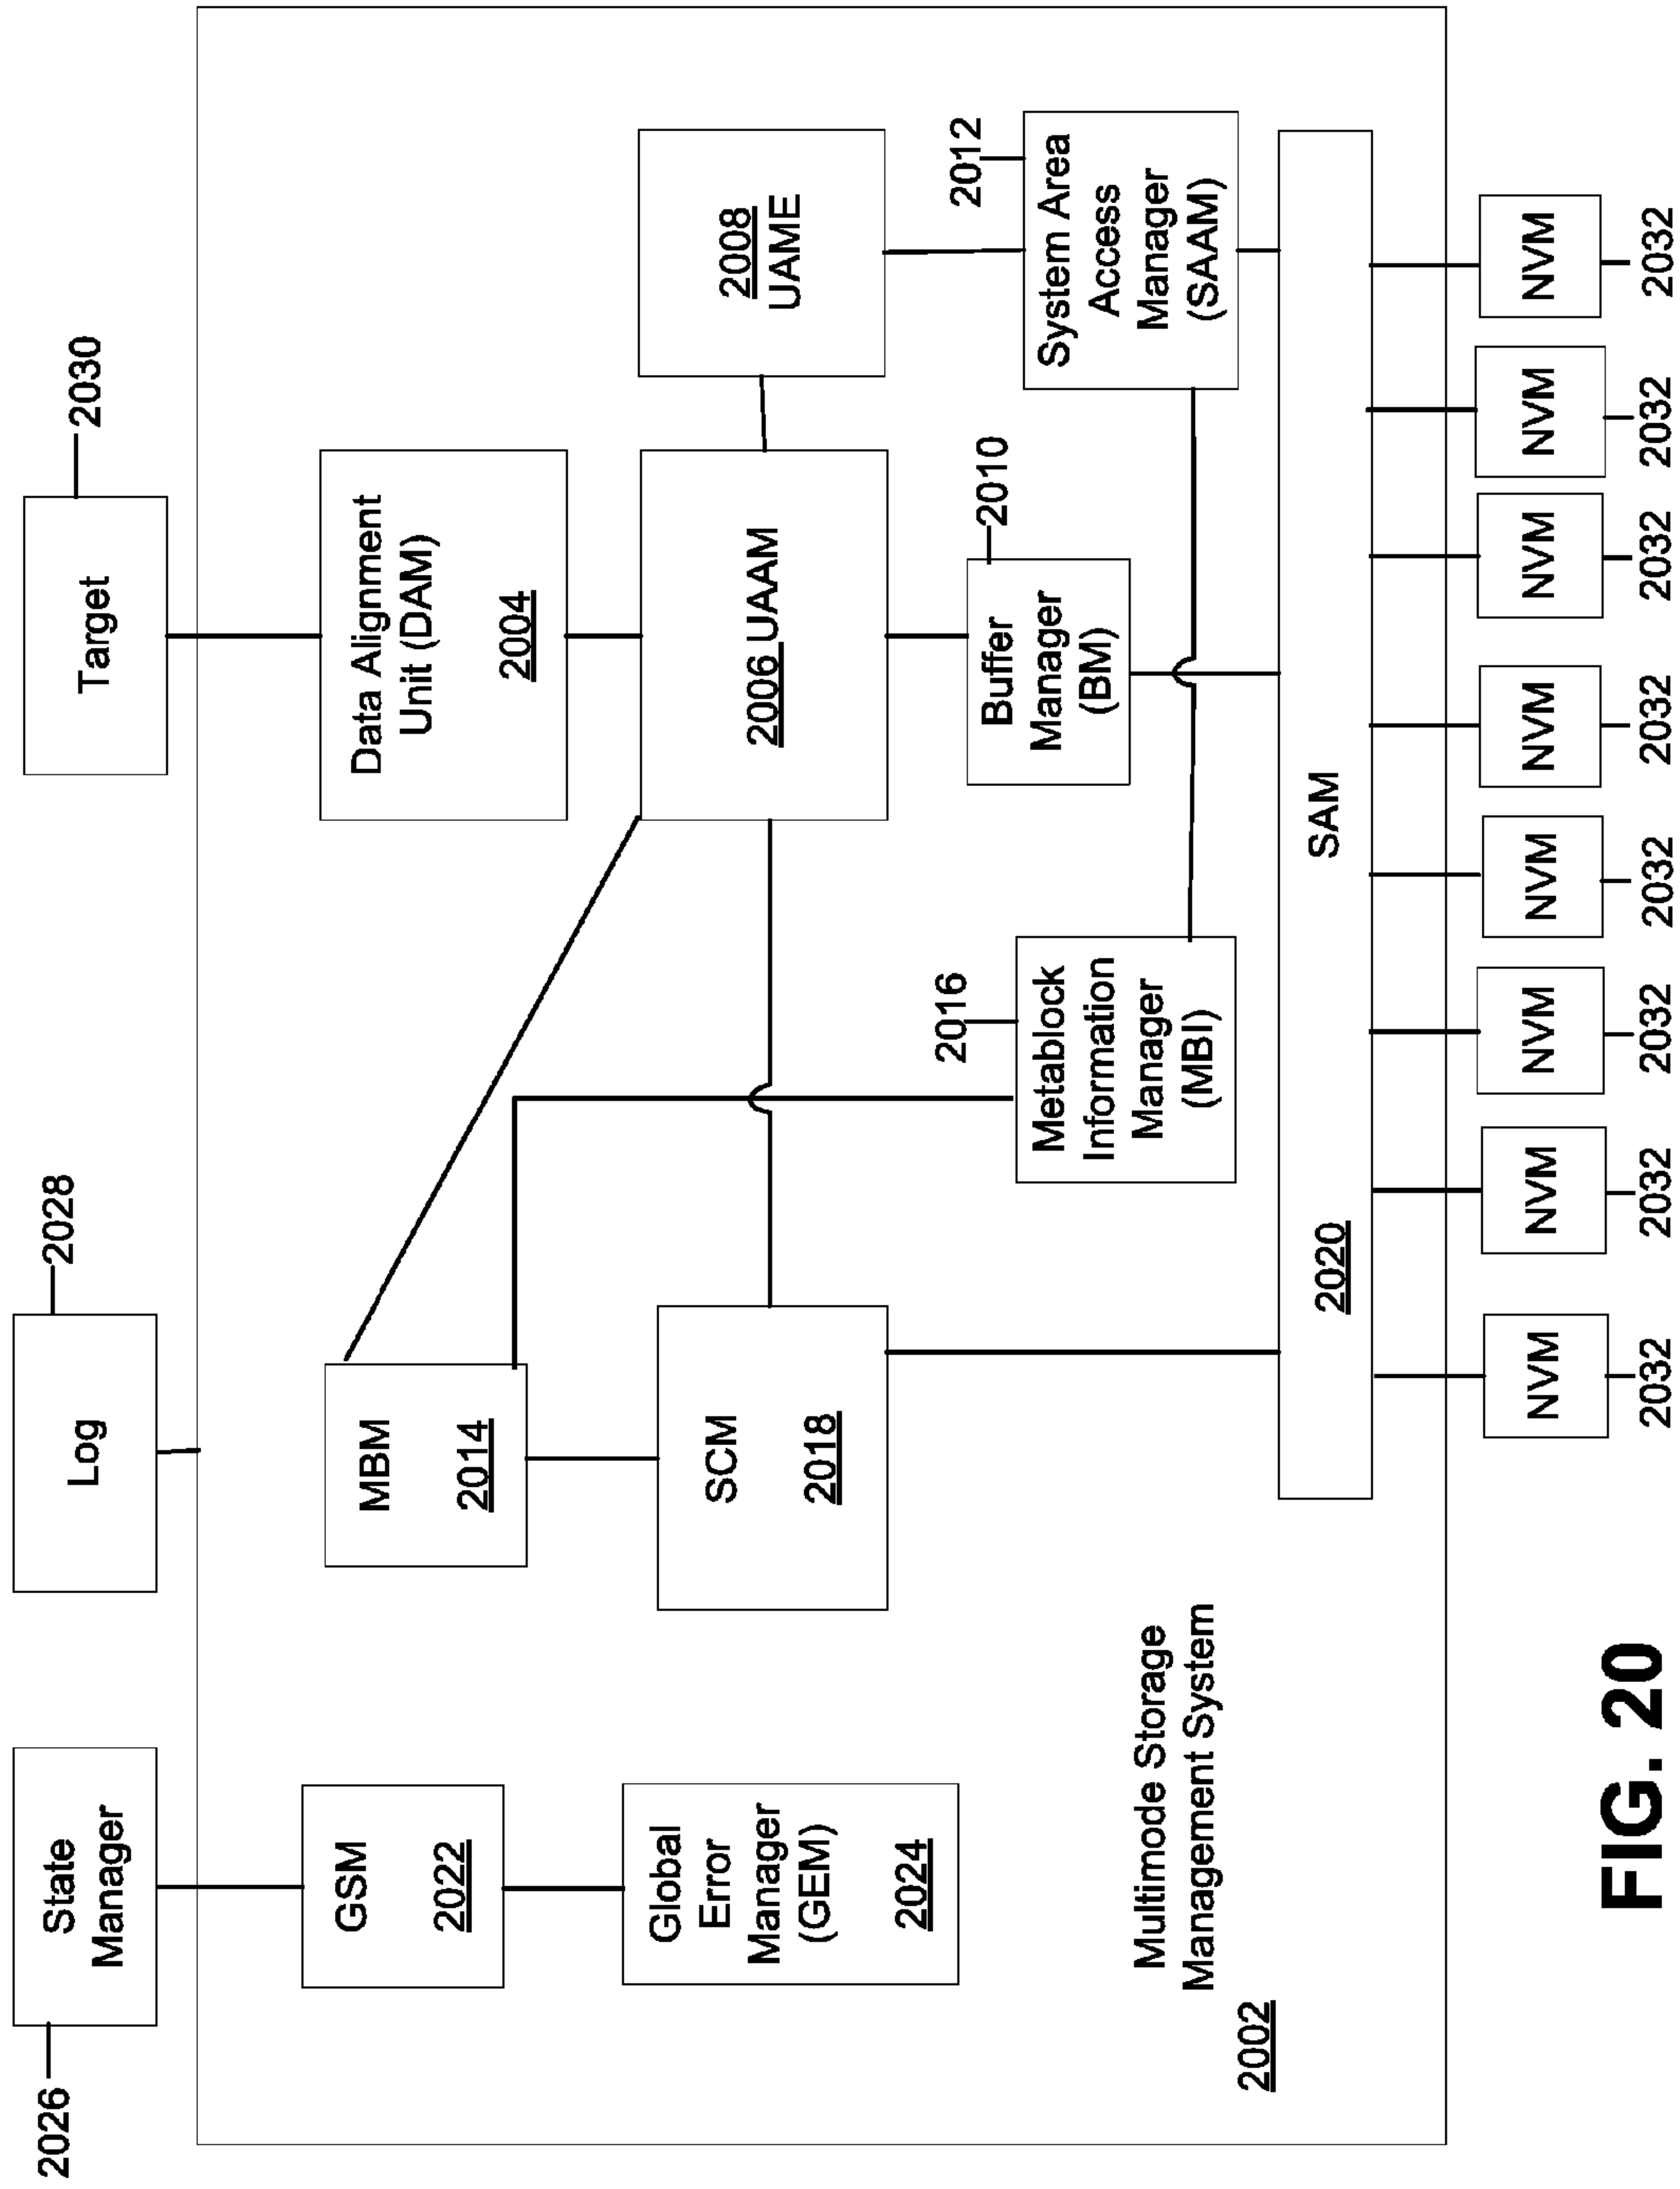 2026
State
Manager
Log
2028
Target
2030
GSM
2022
Global
Error
Manager
(GEM)
2024
MBM
2014
SCM
2018
Data Alignment
Unit (DAM)
2004
2006 UAAM
2008
UAME
Buffer
Manager
(BM)
2010
2012
System Area
Access
Manager
(SAAM)
2016
Metablock
Information
Manager
(MBI)
Multimode Storage
Management System
2002
2020
SAM
NVM
NVM
NVM
NVM
NVM
NVM
NVM
NVM
2032
2032
2032
2032
2032
2032
2032
2032
FIG. 20